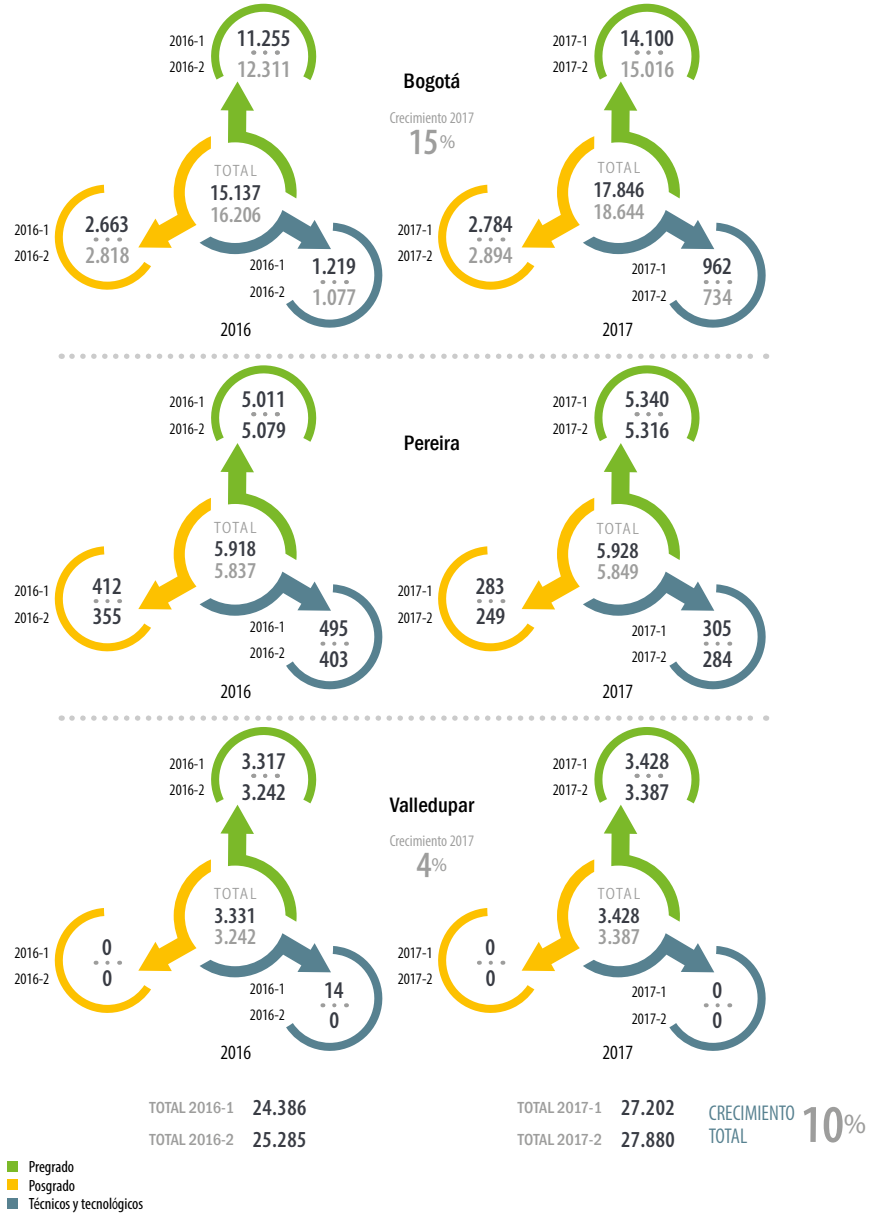 2016-1 11.255
2016-2 12.311
2017-1 14.100
2017-2 15.016
Bogotá
Crecimiento 2017
15%
TOTAL
15.137
16.206
TOTAL
17.846
18.644
2016-1 2.663
2016-2 2.818
2016-1 1.219
2016-2 1.077
2017-1 2.784
2017-2 2.894
2017-1 962
2017-2 734
2016
2017
2016-1 5.011
2016-2 5.079
2017-1 5.340
2017-2 5.316
Pereira
TOTAL
5.918
5.837
TOTAL
5.928
5.849
2016-1 412
2016-2 355
2016-1 495
2016-2 403
2017-1 283
2017-2 249
2017-1 305
2017-2 284
2016
2017
2016-1 3.317
2016-2 3.242
2017-1 3.428
2017-2 3.387
Valledupar
Crecimiento 2017
4%
TOTAL
3.331
3.242
TOTAL
3.428
3.387
2016-1 0
2016-2 0
2016-1 14
2016-2 0
2017-1 0
2017-2 0
2017-1 0
2017-2 0
2016
2017
TOTAL 2016-1 24.386
TOTAL 2016-2 25.285
TOTAL 2017-1 27.202
TOTAL 2017-2 27.880
CRECIMIENTO
TOTAL
10%
Pregrado
Posgrado
Técnicos y tecnológicos